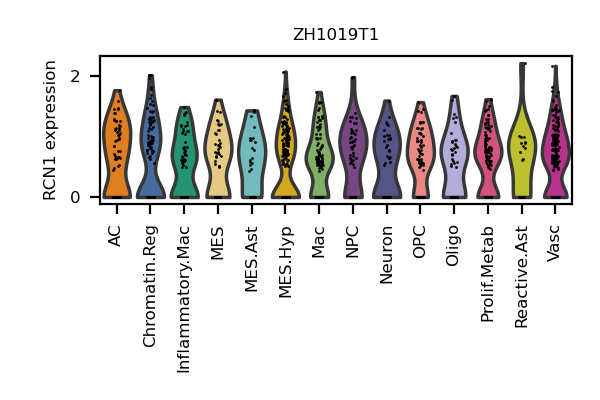 ZH1019T1
RCN1 expression
2
0
AC
Chromatin.Reg
Inflammatory.Mac
MES
MES.Ast
MES.Hyp
Mac
NPC
Neuron
OPC
Oligo
Prolif.Metab
Reactive.Ast
Vasc